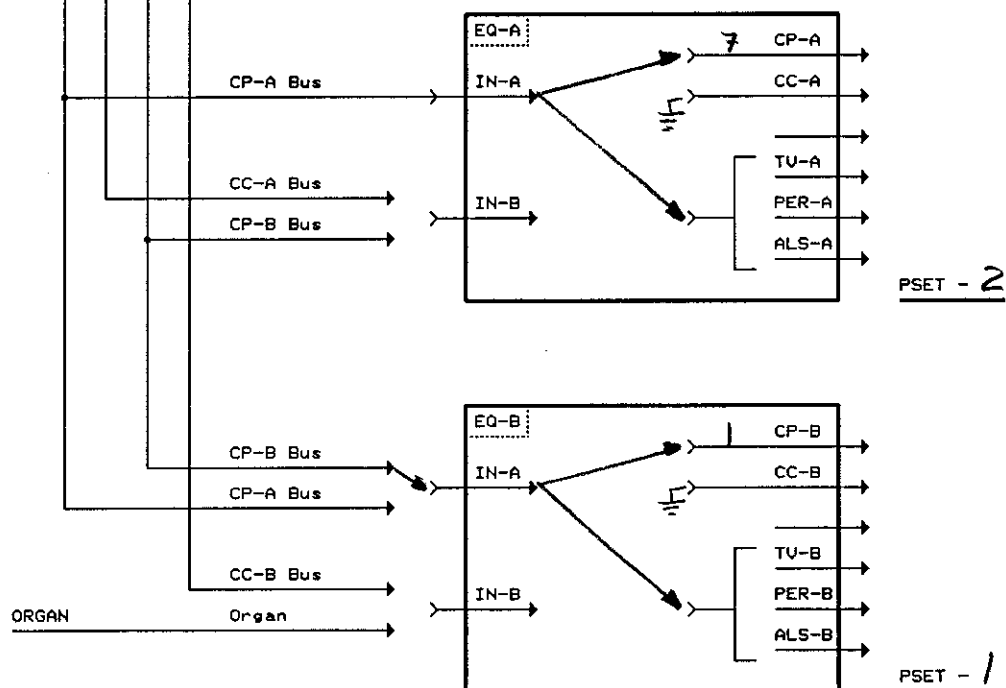 EQ-A
7 CP-A
CP-A Bus IN-A CC-A
TV-A
CC-A Bus IN-B PER-A
CP-B Bus
ALS-A
PSET - 2
EQ-B
1 CP-B
CP-B Bus IN-A CC-B
CP-A Bus
TV-B
CC-B Bus IN-B PER-B
ORGAN Organ
ALS-B
PSET - 1